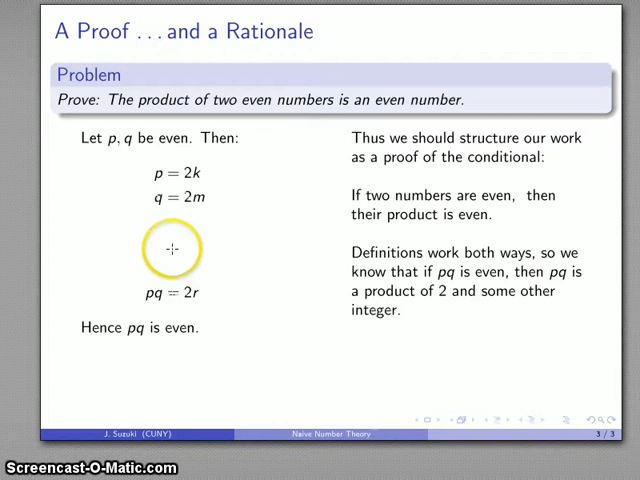 A Proof ... and a Rationale
Problem
Prove: The product of two even numbers is an even number.
Let p, q be even. Then:
p = 2k
q = 2m
pq = 2r
Hence pq is even.
Thus we should structure our work
as a proof of the conditional:
If two numbers are even, then
their product is even.
Definitions work both ways, so we
know that if pq is even, then pq is
a product of 2 and some other
integer.
J. Suzuki (CUNY)
Naive Number Theory
3 / 3
Screencast-O-Matic.com